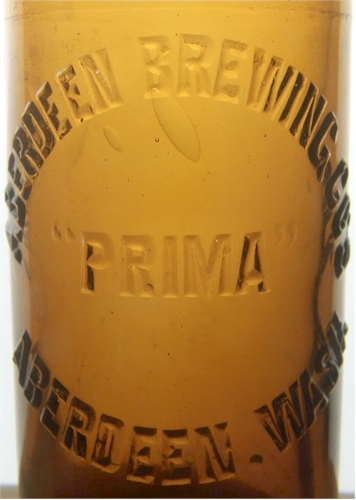 ABERDEEN BREWING CO'S
"PRIMA"
ABERDEEN. WASH.